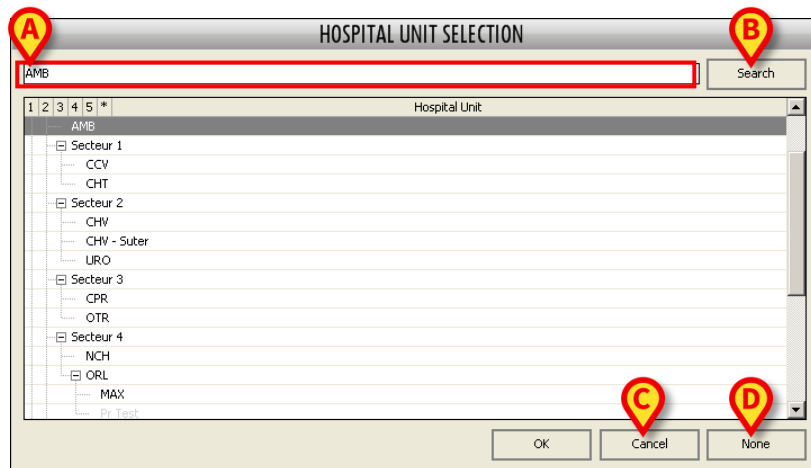 A
HOSPITAL UNIT SELECTION
B
AMB
Search
1 2 3 4 5 * Hospital Unit
AMB
Secteur 1
CCV
CHT
Secteur 2
CHV
CHV - Suter
URO
Secteur 3
CPR
OTR
Secteur 4
NCH
ORL
MAX
Pr Test
C
D
OK
Cancel
None